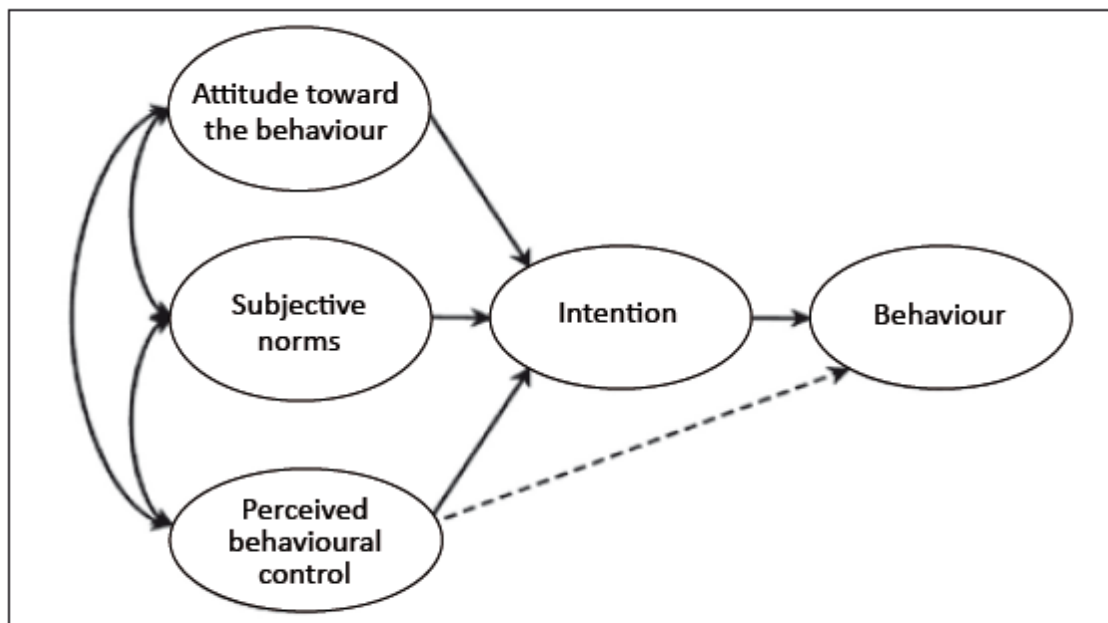 Attitude toward
the behaviour
Subjective
norms
Intention
Behaviour
Perceived
behavioural
control